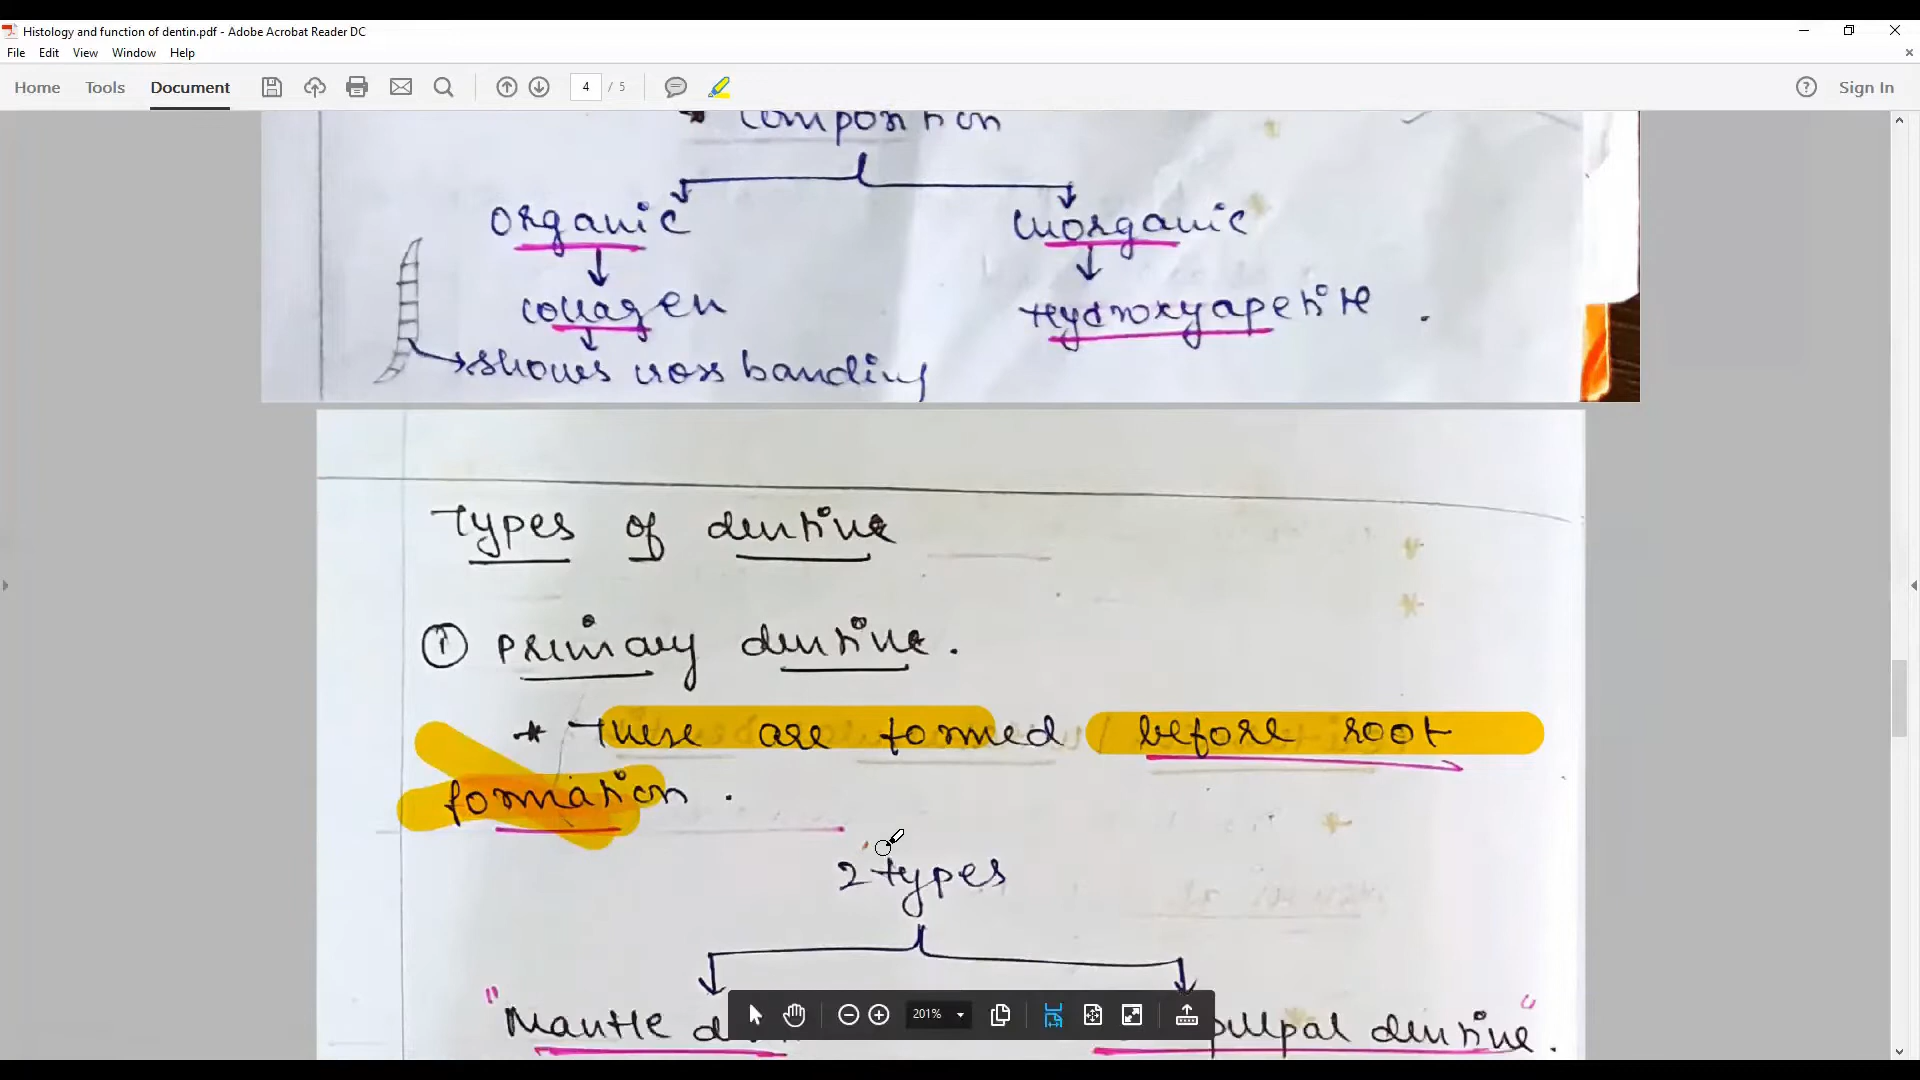 Histology and function of dentin.pdf - Adobe Acrobat Reader DC
File Edit View Window Help
Home Tools Document 4 / 5 Sign In
* Composition
Organic Inorganic
Collagen Hydroxyapetite .
shows cross banding
Types of dentine
① Primary dentine.
* These are formed before root
formation .
2 types
"Mantle d pulpal dentine".
201%